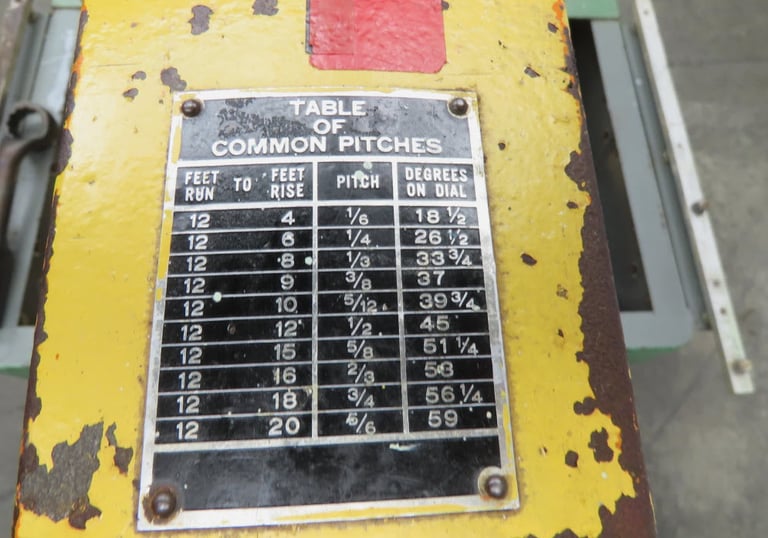 TABLE
OF
COMMON PITCHES
FEET RUN TO FEET RISE PITCH DEGREES ON DIAL
12 4 1/6 18 1/2
12 6 1/4 26 1/2
12 8 1/3 33 3/4
12 9 3/8 37
12 10 5/12 39 3/4
12 12 1/2 45
12 15 5/8 51 1/4
12 16 2/3 53
12 18 3/4 56 1/4
12 20 5/6 59